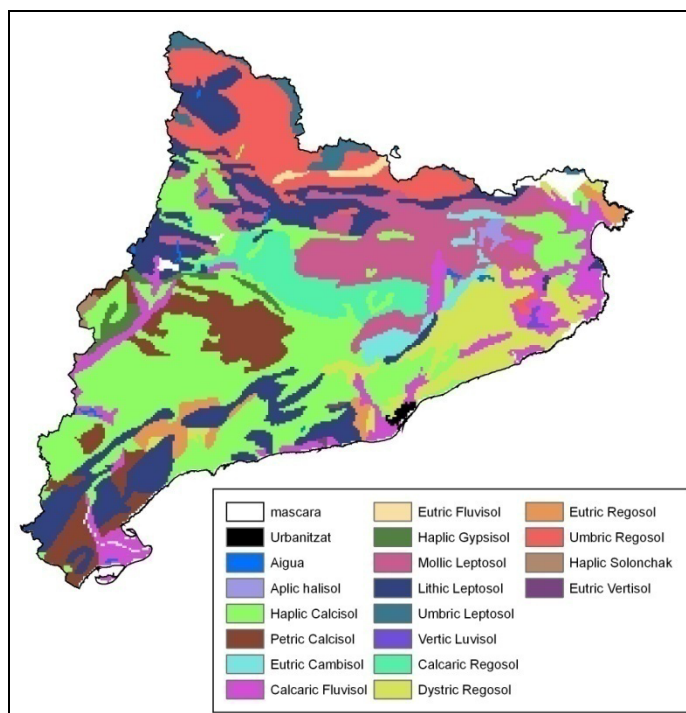 mascara
Urbanitzat
Aigua
Aplic halisol
Haplic Calcisol
Petric Calcisol
Eutric Cambisol
Calcaric Fluvisol
Eutric Fluvisol
Haplic Gypsisol
Mollic Leptosol
Lithic Leptosol
Umbric Leptosol
Vertic Luvisol
Calcaric Regosol
Dystric Regosol
Eutric Regosol
Umbric Regosol
Haplic Solonchak
Eutric Vertisol